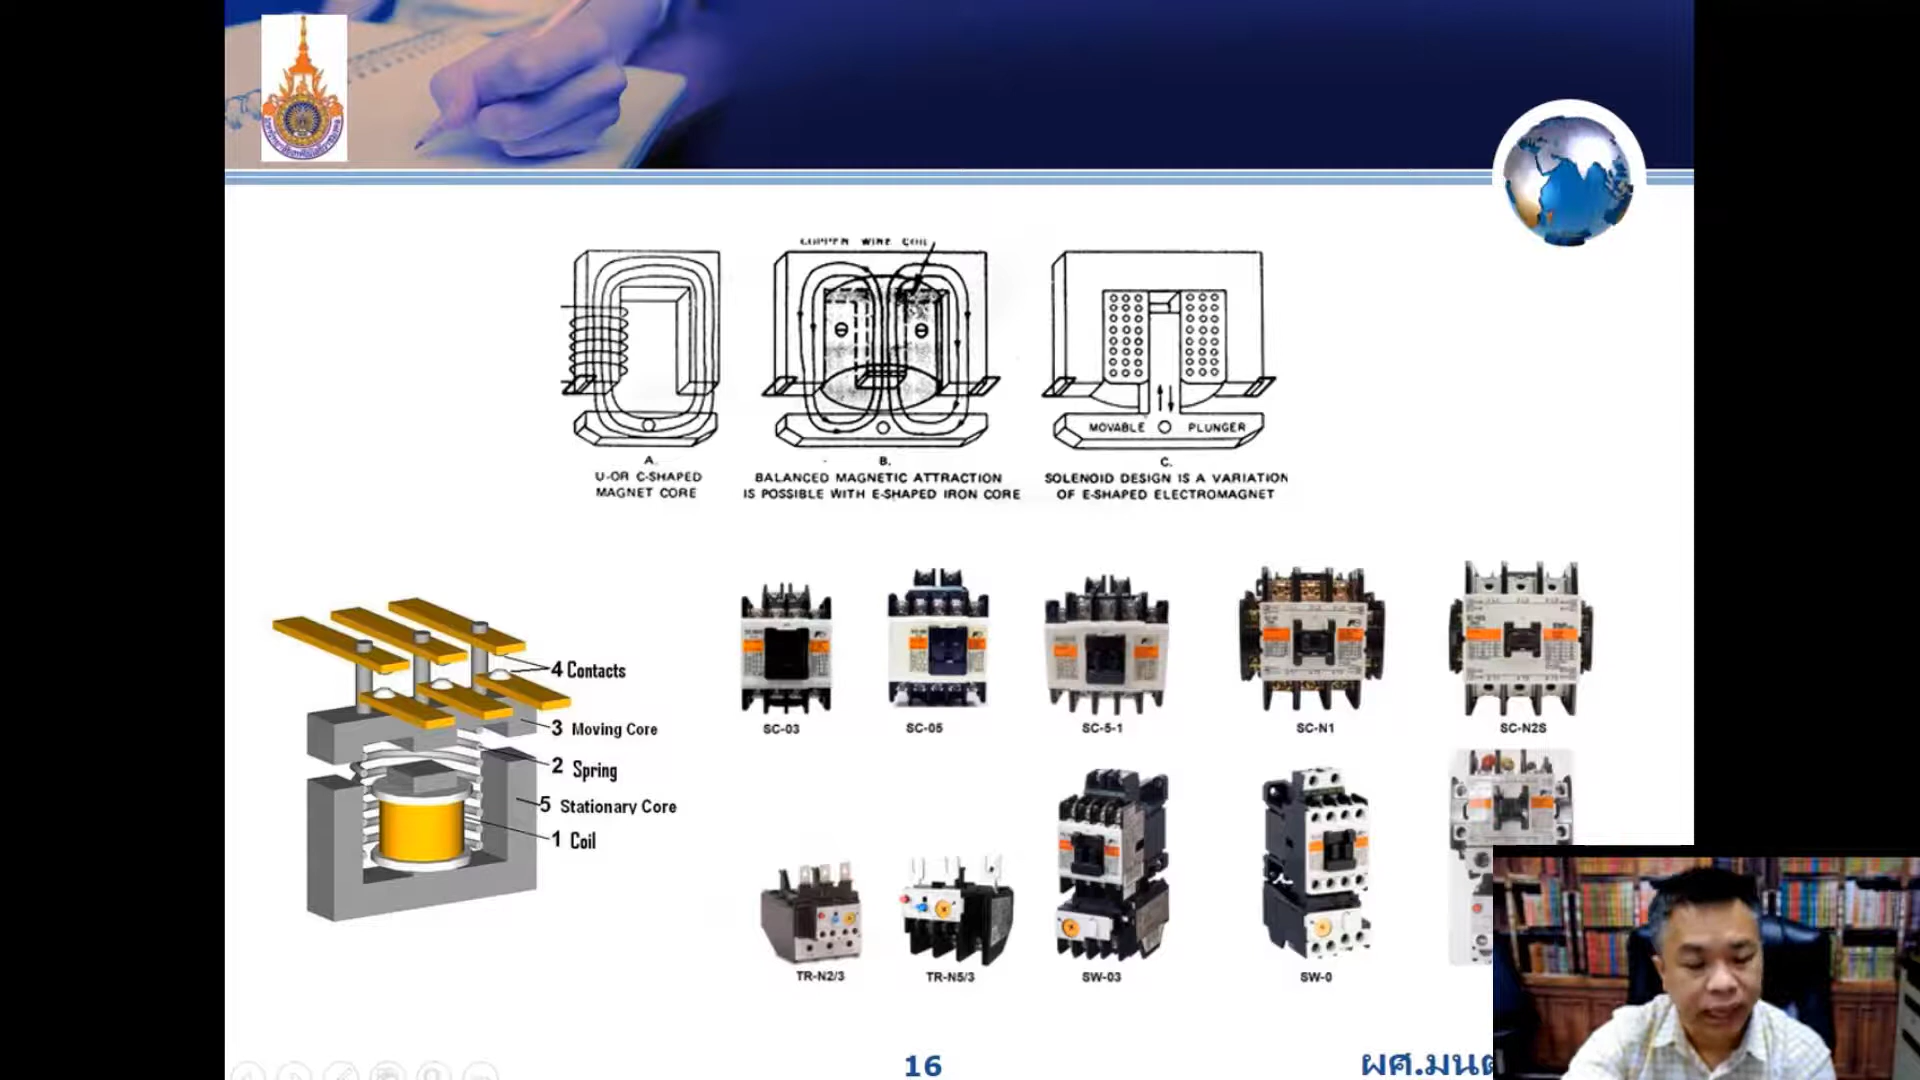 COPPER WIRE COIL
A.
U-OR C-SHAPED
MAGNET CORE
B.
BALANCED MAGNETIC ATTRACTION
IS POSSIBLE WITH E-SHAPED IRON CORE
MOVABLE PLUNGER
C.
SOLENOID DESIGN IS A VARIATION
OF E-SHAPED ELECTROMAGNET
4 Contacts
3 Moving Core
2 Spring
5 Stationary Core
1 Coil
SC-03
SC-05
SC-5-1
SC-N1
SC-N2S
TR-N2/3
TR-N5/3
SW-03
SW-0
16
ผศ.มน